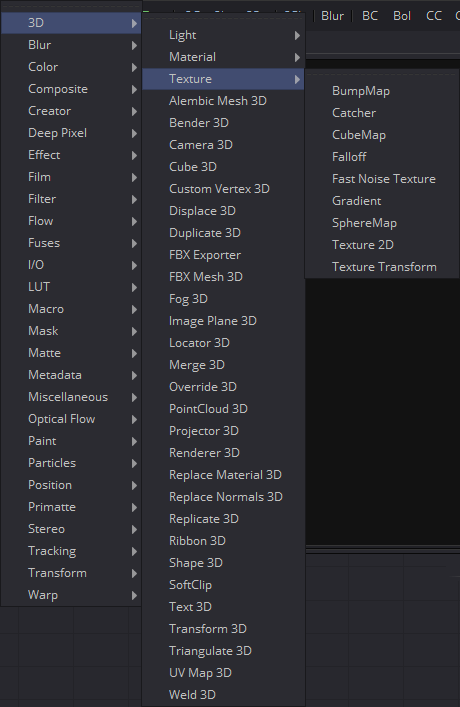 Blur BC Bol CC
3D
Blur
Color
Composite
Creator
Deep Pixel
Effect
Film
Filter
Flow
Fuses
I/O
LUT
Macro
Mask
Matte
Metadata
Miscellaneous
Optical Flow
Paint
Particles
Position
Primatte
Stereo
Tracking
Transform
Warp
Light
Material
Texture
Alembic Mesh 3D
Bender 3D
Camera 3D
Cube 3D
Custom Vertex 3D
Displace 3D
Duplicate 3D
FBX Exporter
FBX Mesh 3D
Fog 3D
Image Plane 3D
Locator 3D
Merge 3D
Override 3D
PointCloud 3D
Projector 3D
Renderer 3D
Replace Material 3D
Replace Normals 3D
Replicate 3D
Ribbon 3D
Shape 3D
SoftClip
Text 3D
Transform 3D
Triangulate 3D
UV Map 3D
Weld 3D
BumpMap
Catcher
CubeMap
Falloff
Fast Noise Texture
Gradient
SphereMap
Texture 2D
Texture Transform